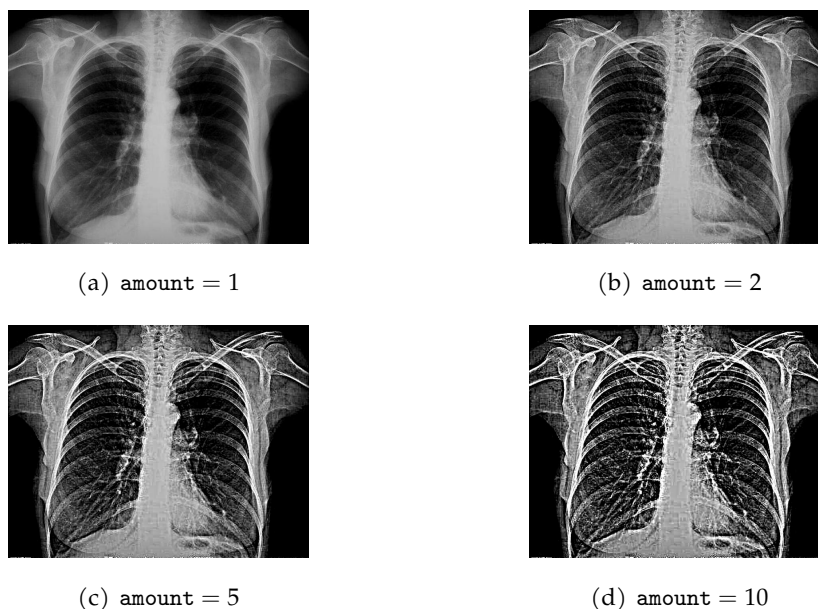 (a) amount = 1
(b) amount = 2
(c) amount = 5
(d) amount = 10